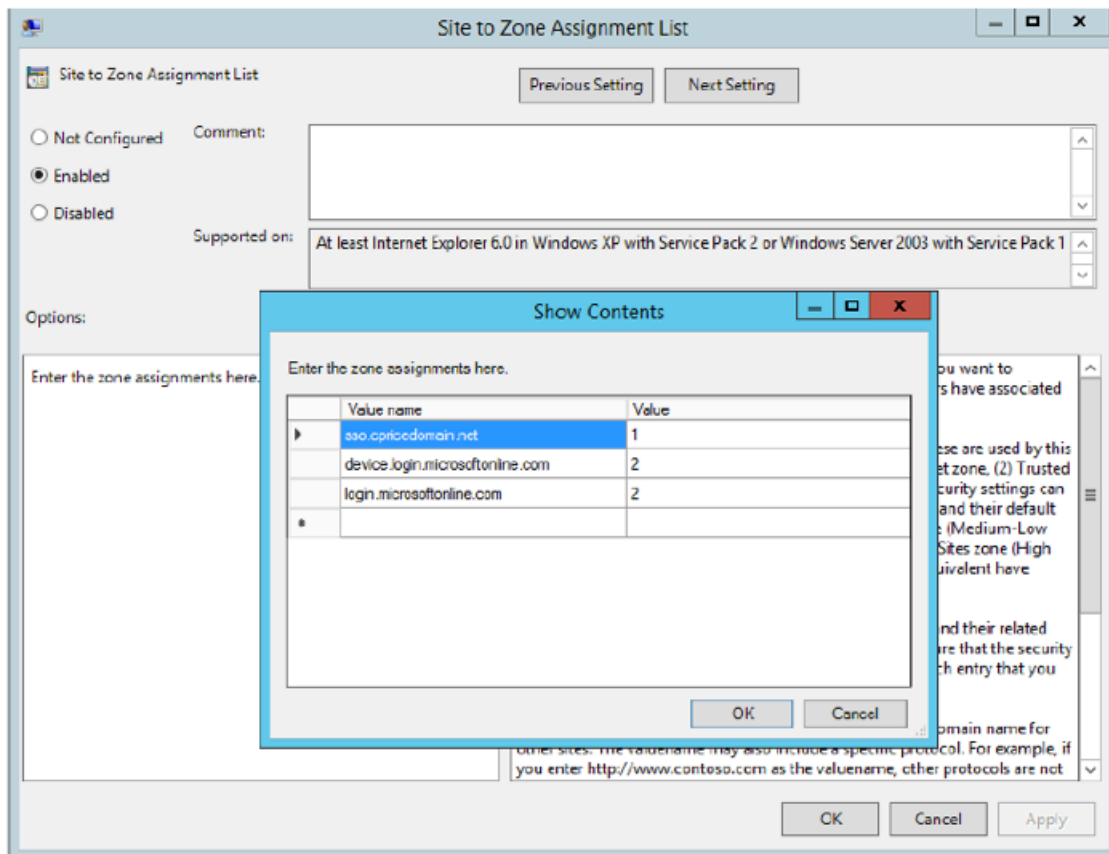 Site to Zone Assignment List
Site to Zone Assignment List
Previous Setting
Next Setting
Not Configured
Comment:
Enabled
Disabled
Supported on:
At least Internet Explorer 6.0 in Windows XP with Service Pack 2 or Windows Server 2003 with Service Pack 1
Options:
Show Contents
Enter the zone assignments here.
Enter the zone assignments here.
Value name Value
sso.cpricedomain.net 1
device.login.microsoftonline.com 2
login.microsoftonline.com 2
OK
Cancel
ou want to
s have associated
ese are used by this
et zone, (2) Trusted
curity settings can
and their default
(Medium-Low
Sites zone (High
uivalent have
nd their related
re that the security
ch entry that you
omain name for
other sites. The valuename may also include a specific protocol. For example, if
you enter http://www.contoso.com as the valuename, other protocols are not
OK
Cancel
Apply